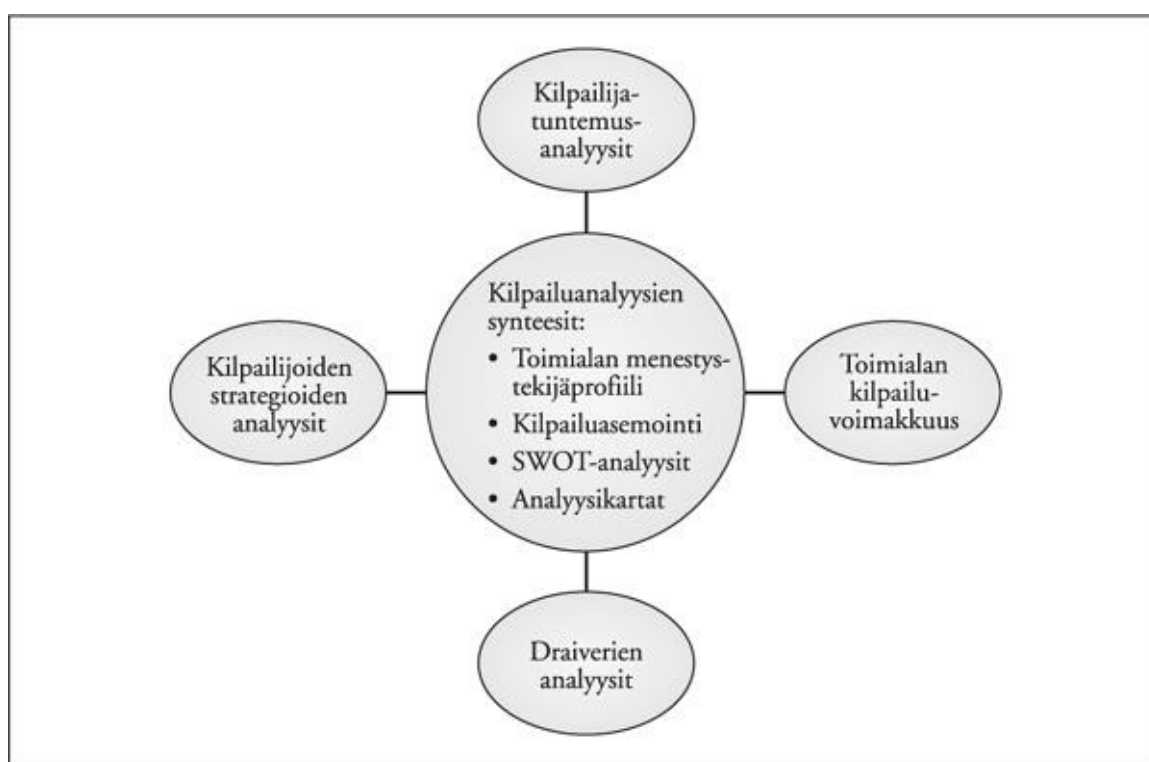 Kilpailija-
tuntemus-
analyysit
Kilpailuanalyysien
synteesit:
• Toimialan menestys-
tekijäprofiili
• Kilpailuasemointi
• SWOT-analyysit
• Analyysikartat
Kilpailijoiden
strategioiden
analyysit
Toimialan
kilpailu-
voimakkuus
Draiverien
analyysit